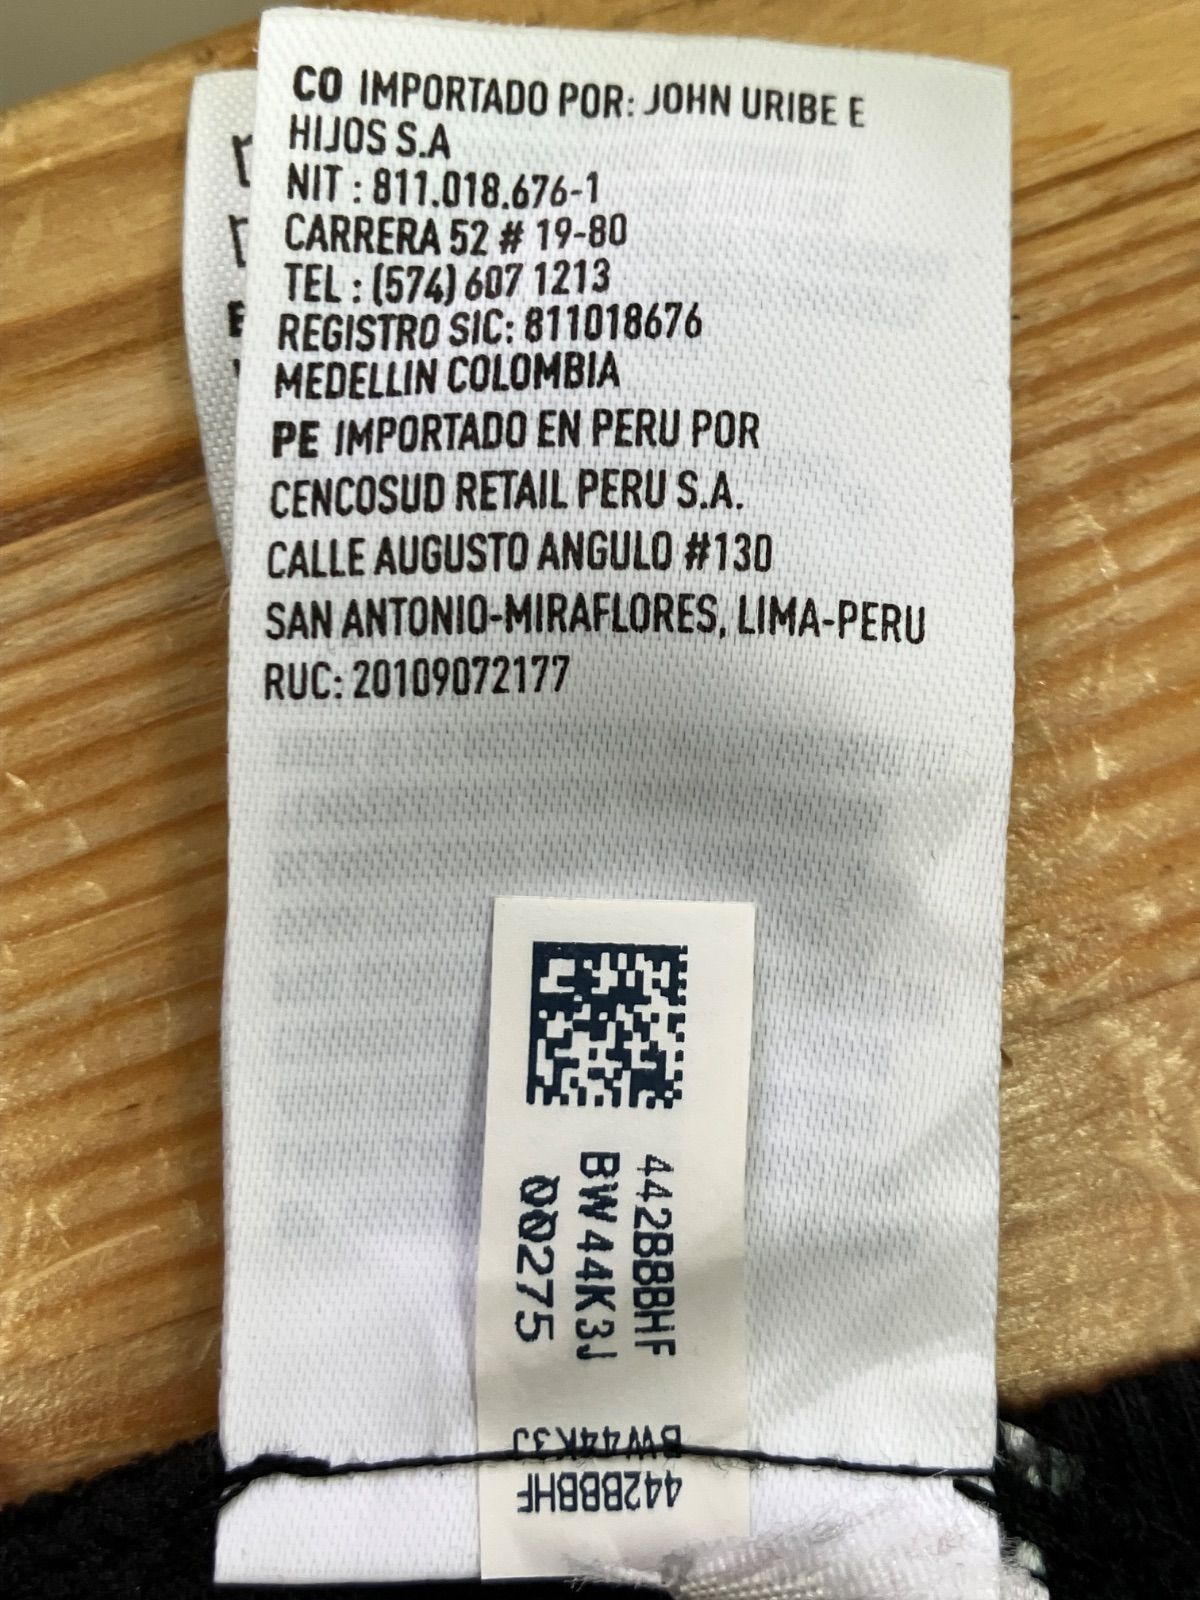 CO IMPORTADO POR: JOHN URIBE E
HIJOS S.A
NIT : 811.018.676-1
CARRERA 52 # 19-80
TEL : (574) 607 1213
REGISTRO SIC: 811018676
MEDELLIN COLOMBIA
PE IMPORTADO EN PERU POR
CENCOSUD RETAIL PERU S.A.
CALLE AUGUSTO ANGULO #130
SAN ANTONIO-MIRAFLORES, LIMA-PERU
RUC: 20109072177
442BBBHF
BW44K3J
00275
BW44K3J
442BBBHF